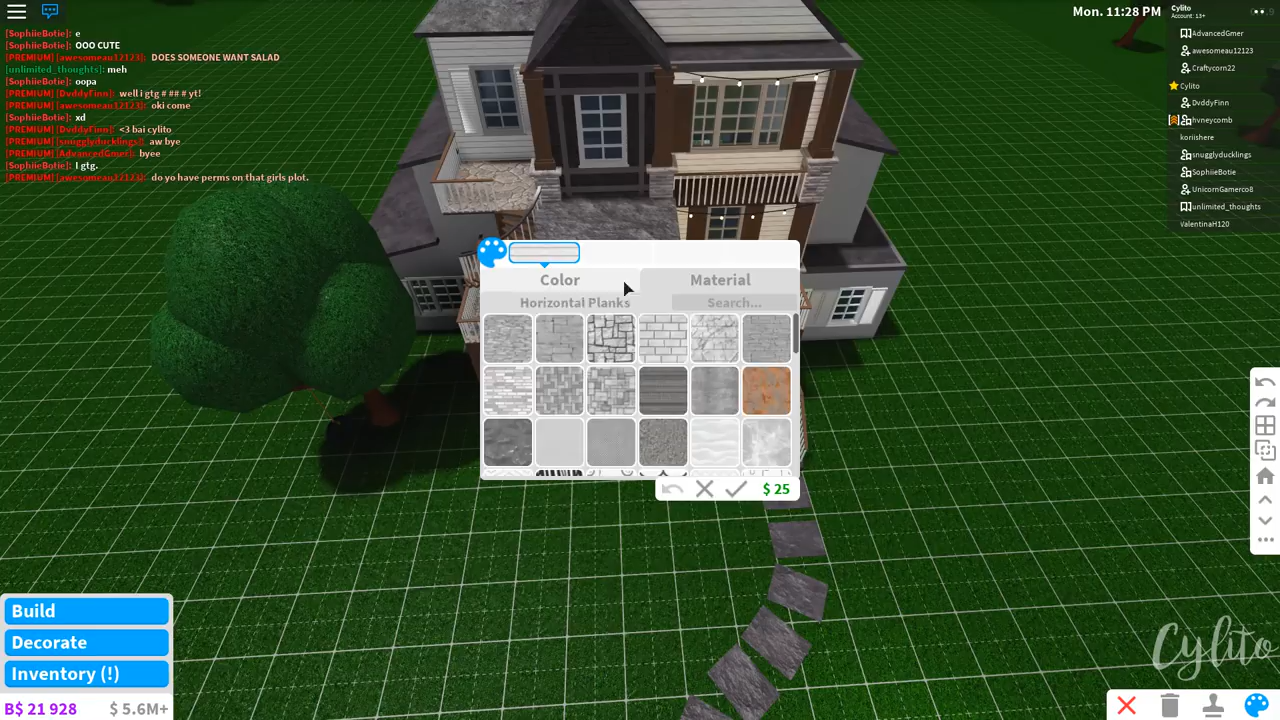 [SophiieBotie]: e
[SophiieBotie]: OOO CUTE
[PREMIUM] [awesomeau12123]: DOES SOMEONE WANT SALAD
[unlimited_thoughts]: meh
[SophiieBotie]: oopa
[PREMIUM] [DvddyFinn]: well i gtg # ## # yt!
[PREMIUM] [awesomeau12123]: oki come
[SophiieBotie]: xd
[PREMIUM] [DvddyFinn]: <3 bai cylito
[PREMIUM] [snugglyducklings]: aw bye
[PREMIUM] [AdvancedGmer]: byee
[SophiieBotie]: I gtg.
[PREMIUM] [awesomeau12123]: do yo have perms on that girls plot.
Mon. 11:28 PM
Cylito
Account: 13+
AdvancedGmer
awesomeau12123
Craftycorn22
Cylito
DvddyFinn
hvneycomb
koriishere
snugglyducklings
SophiieBotie
UnicornGamerco8
unlimited_thoughts
ValentinaH120
Color
Material
Horizontal Planks
Search...
$ 25
Build
Decorate
Inventory (!)
B$ 21 928
$ 5.6M+
Cylito